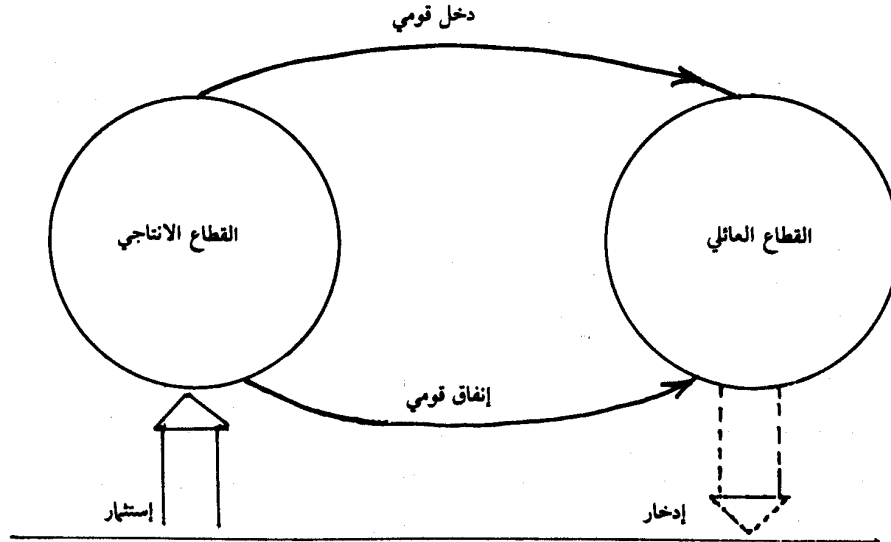 دخل قومي
القطاع العائلي
القطاع الانتاجي
إنفاق قومي
إدخار
إستثمار